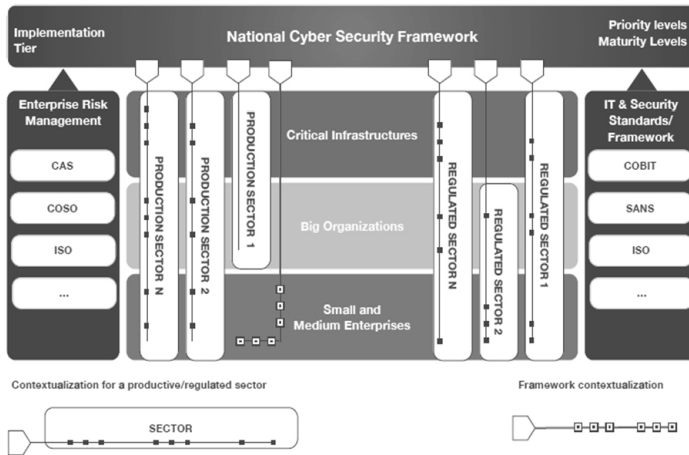 Implementation
Tier
National Cyber Security Framework
Priority levels
Maturity Levels
Enterprise Risk
Management
CAS
COSO
ISO
...
PRODUCTION SECTOR N
PRODUCTION SECTOR 2
PRODUCTION SECTOR 1
Critical Infrastructures
Big Organizations
Small and
Medium Enterprises
REGULATED SECTOR N
REGULATED SECTOR 2
REGULATED SECTOR 1
IT & Security
Standards/
Framework
COBIT
SANS
ISO
...
Contextualization for a productive/regulated sector
SECTOR
Framework contextualization